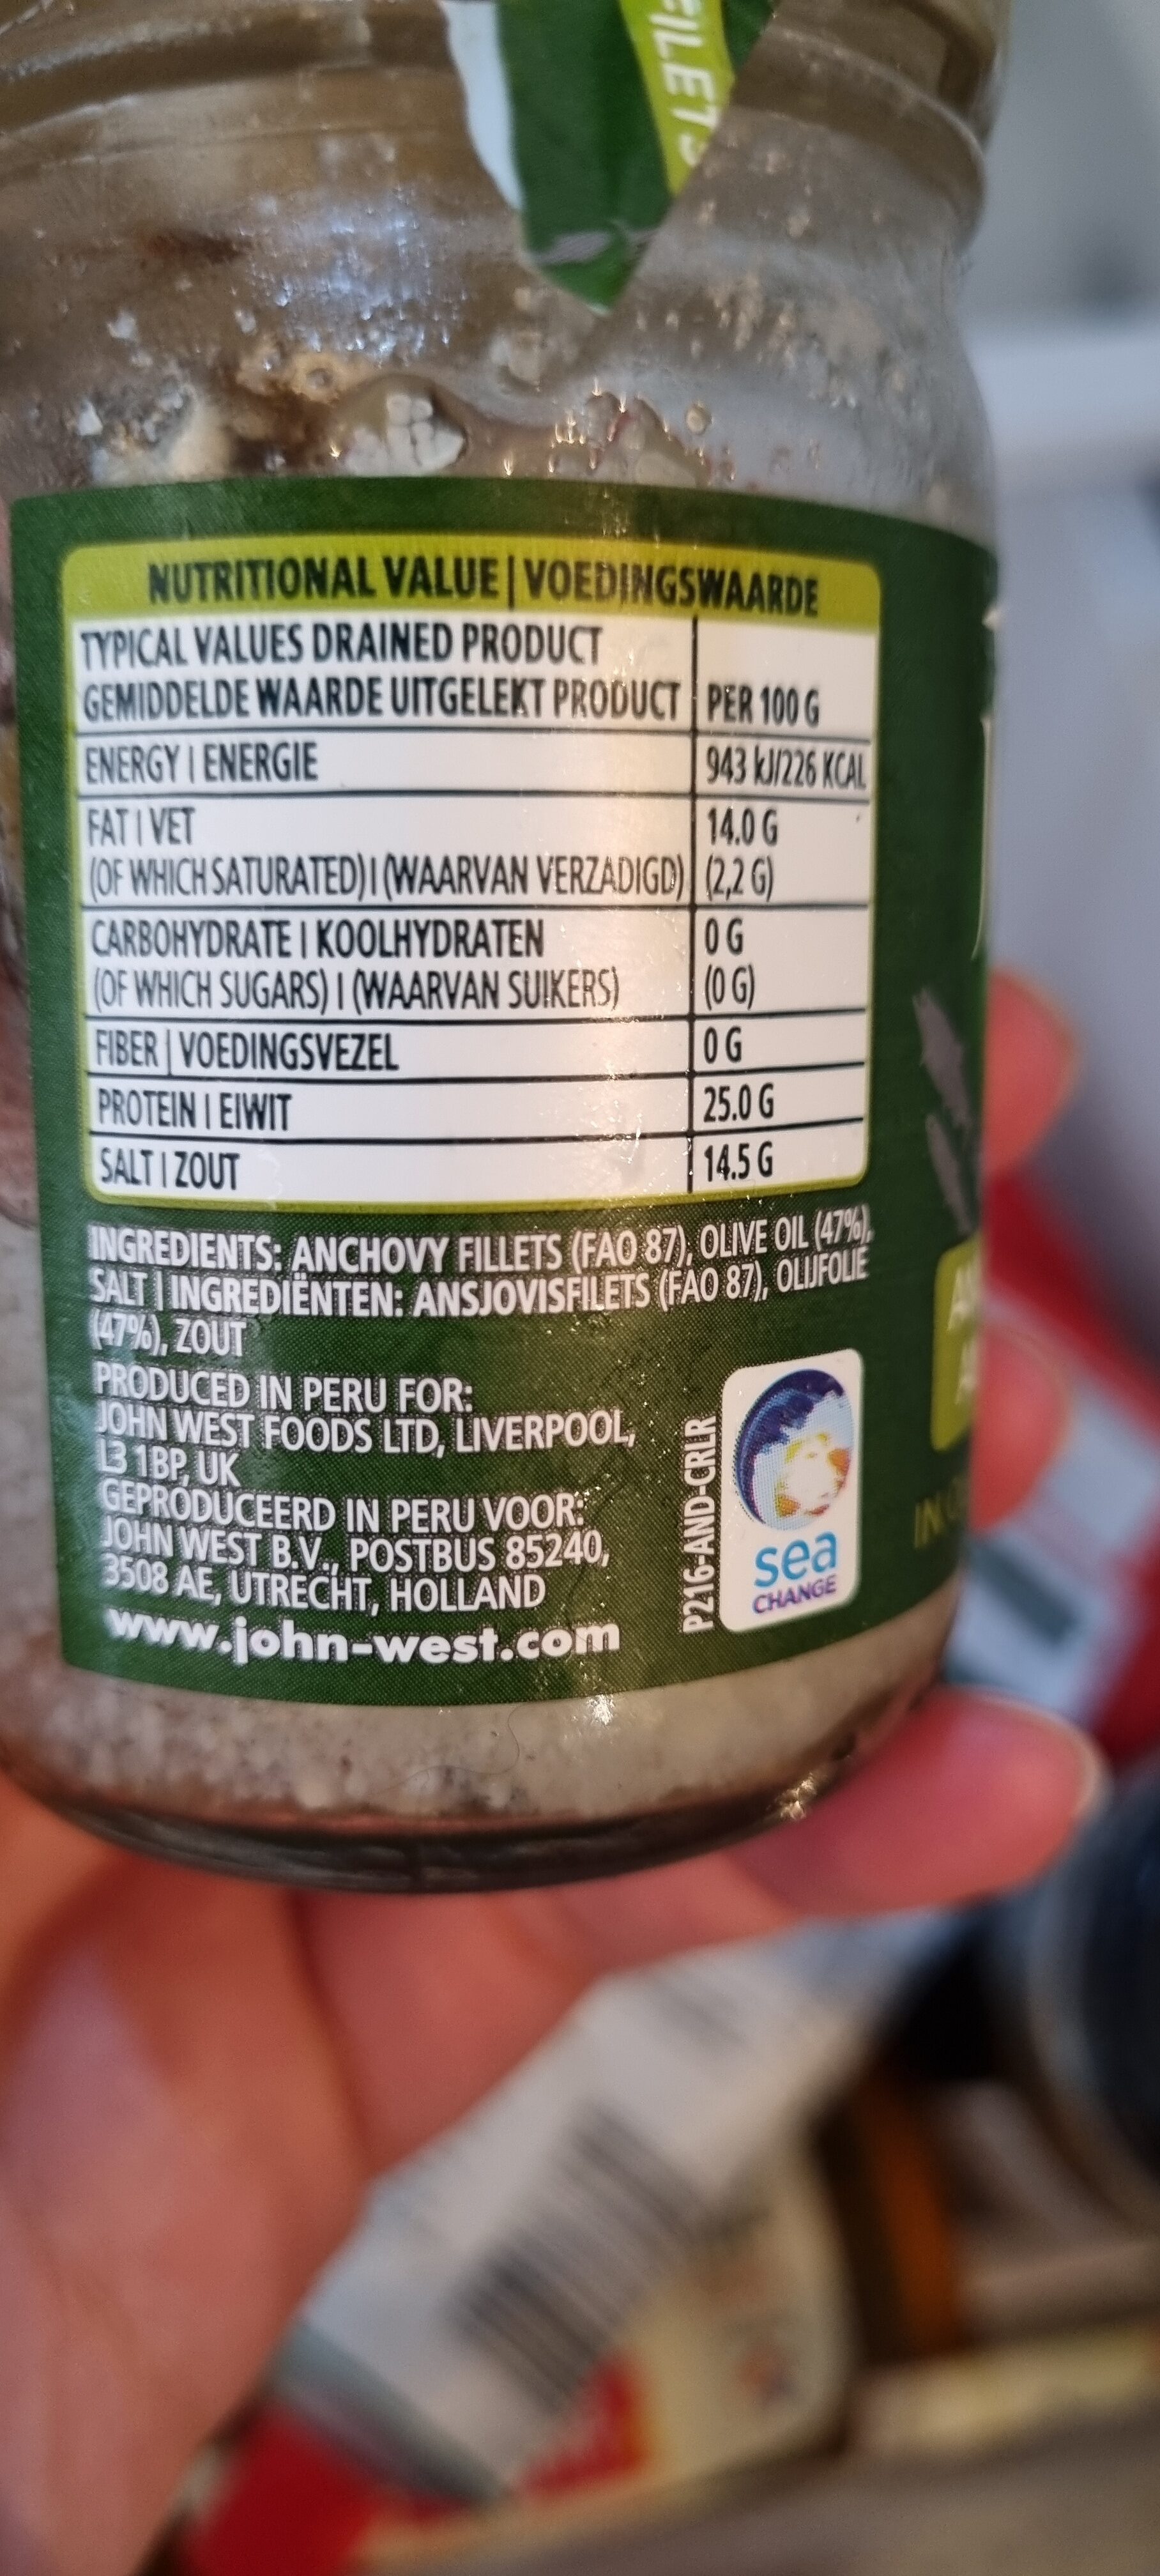 FILETS
NUTRITIONAL VALUE | VOEDINGSWAARDE
TYPICAL VALUES DRAINED PRODUCT
GEMIDDELDE WAARDE UITGELEKT PRODUCT PER 100 G
ENERGY | ENERGIE 943 kJ/226 KCAL
FAT | VET 14.0 G
(OF WHICH SATURATED) | (WAARVAN VERZADIGD) (2,2 G)
CARBOHYDRATE | KOOLHYDRATEN 0 G
(OF WHICH SUGARS) | (WAARVAN SUIKERS) (0 G)
FIBER | VOEDINGSVEZEL 0 G
PROTEIN | EIWIT 25.0 G
SALT | ZOUT 14.5 G
INGREDIENTS: ANCHOVY FILLETS (FAO 87), OLIVE OIL (47%),
SALT | INGREDIËNTEN: ANSJOVISFILETS (FAO 87), OLIJFOLIE
(47%), ZOUT
PRODUCED IN PERU FOR:
JOHN WEST FOODS LTD, LIVERPOOL,
L3 1BP, UK
GEPRODUCEERD IN PERU VOOR:
JOHN WEST B.V., POSTBUS 85240,
3508 AE, UTRECHT, HOLLAND
www.john-west.com
P216-AND-CRLR
sea
CHANGE
IN